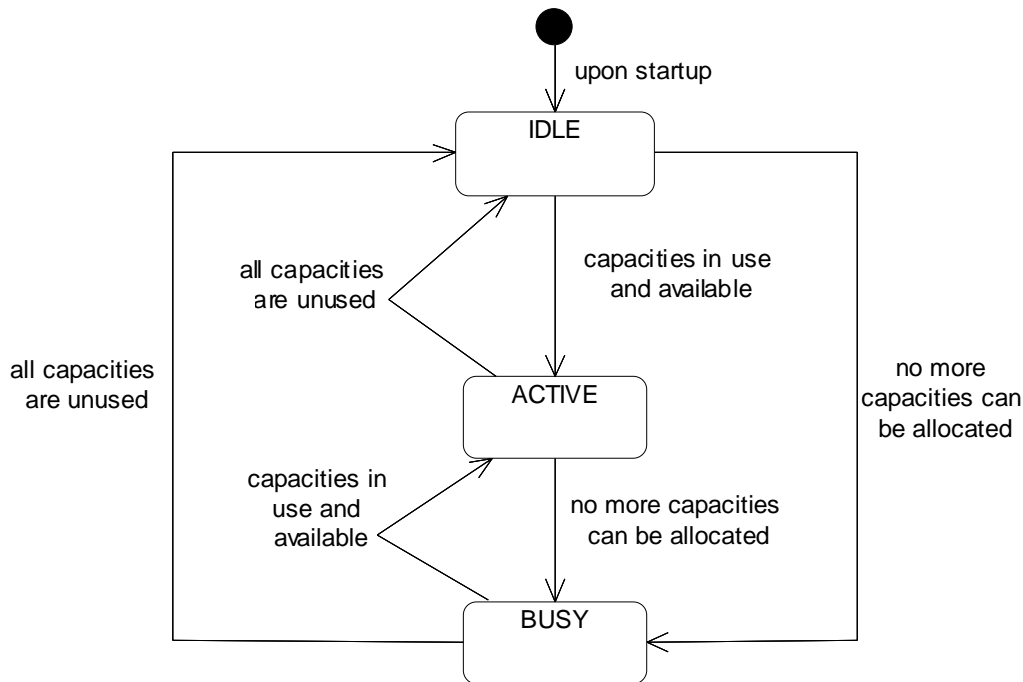 upon startup
IDLE
all capacities
are unused
capacities in use
and available
all capacities
are unused
no more
capacities can
be allocated
ACTIVE
capacities in
use and
available
no more capacities
can be allocated
BUSY